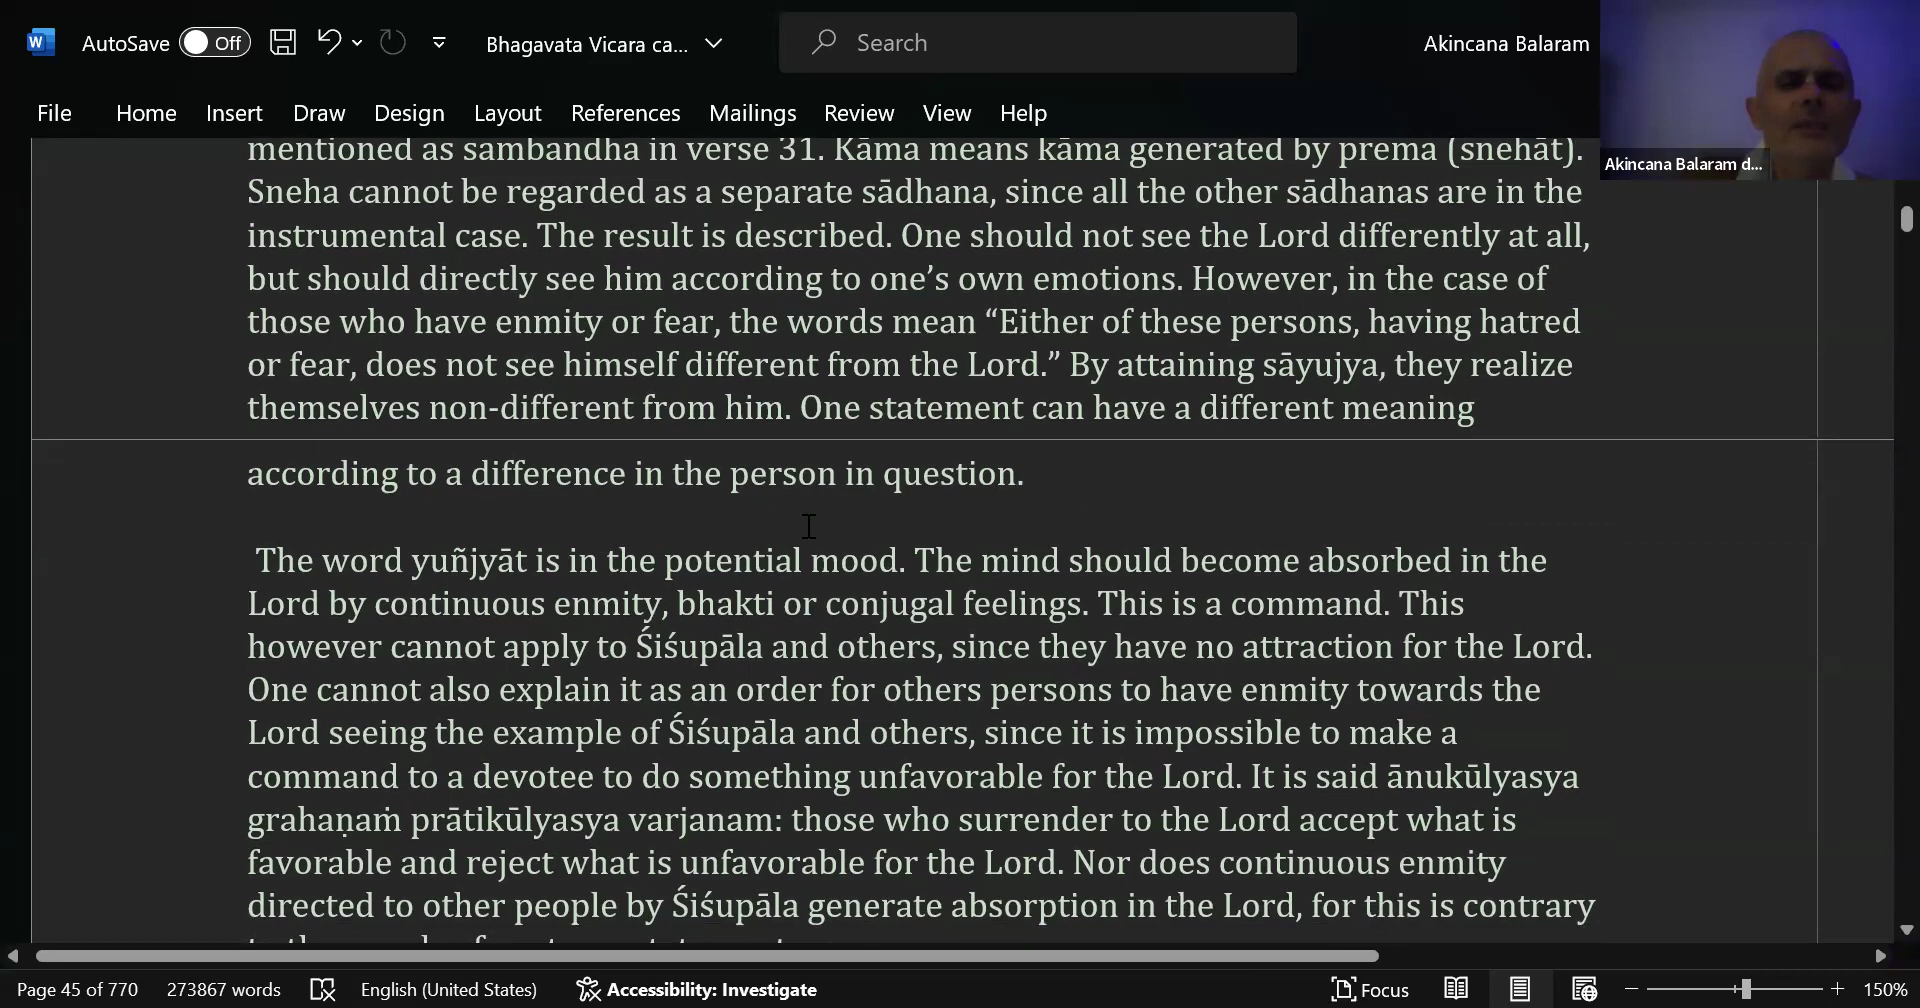 AutoSave Off Bhagavata Vicara ca... Search Akincana Balaram
File Home Insert Draw Design Layout References Mailings Review View Help
Akincana Balaram d...
mentioned as sambandha in verse 31. Kāma means kāma generated by prema (snehāt).
Sneha cannot be regarded as a separate sādhana, since all the other sādhanas are in the
instrumental case. The result is described. One should not see the Lord differently at all,
but should directly see him according to one’s own emotions. However, in the case of
those who have enmity or fear, the words mean “Either of these persons, having hatred
or fear, does not see himself different from the Lord.” By attaining sāyujya, they realize
themselves non-different from him. One statement can have a different meaning
according to a difference in the person in question.
The word yuñjyāt is in the potential mood. The mind should become absorbed in the
Lord by continuous enmity, bhakti or conjugal feelings. This is a command. This
however cannot apply to Śiśupāla and others, since they have no attraction for the Lord.
One cannot also explain it as an order for others persons to have enmity towards the
Lord seeing the example of Śiśupāla and others, since it is impossible to make a
command to a devotee to do something unfavorable for the Lord. It is said ānukūlyasya
grahaṇaṁ prātikūlyasya varjanam: those who surrender to the Lord accept what is
favorable and reject what is unfavorable for the Lord. Nor does continuous enmity
directed to other people by Śiśupāla generate absorption in the Lord, for this is contrary
Page 45 of 770 273867 words English (United States) Accessibility: Investigate Focus 150%